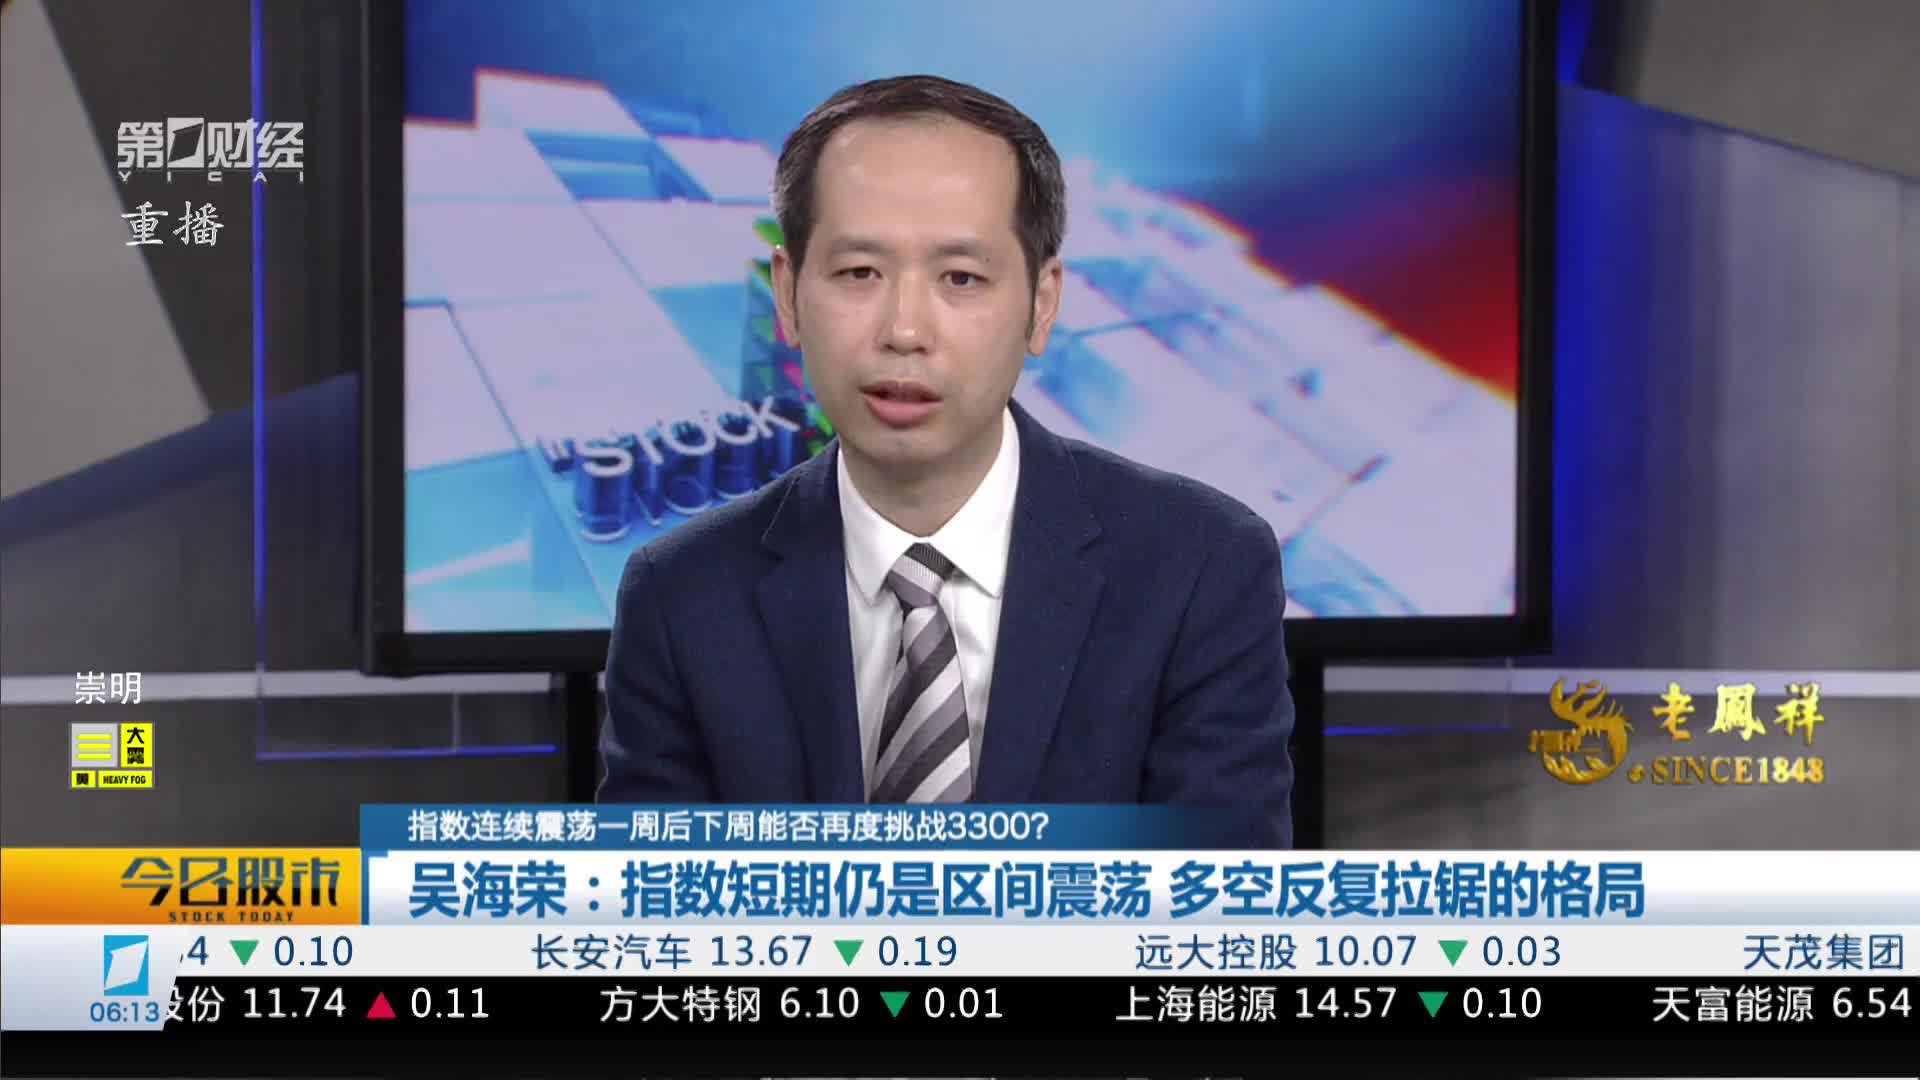 第一财经
YICAI
重播
"STOCK
崇明
大雾
黄 HEAVY FOG
老鳳祥
SINCE1848
指数连续震荡一周后下周能否再度挑战3300?
今日股市
STOCK TODAY
吴海荣：指数短期仍是区间震荡 多空反复拉锯的格局
4 ▼ 0.10 长安汽车 13.67 ▼ 0.19 远大控股 10.07 ▼ 0.03 天茂集团
06:13
股份 11.74 ▲ 0.11 方大特钢 6.10 ▼ 0.01 上海能源 14.57 ▼ 0.10 天富能源 6.54